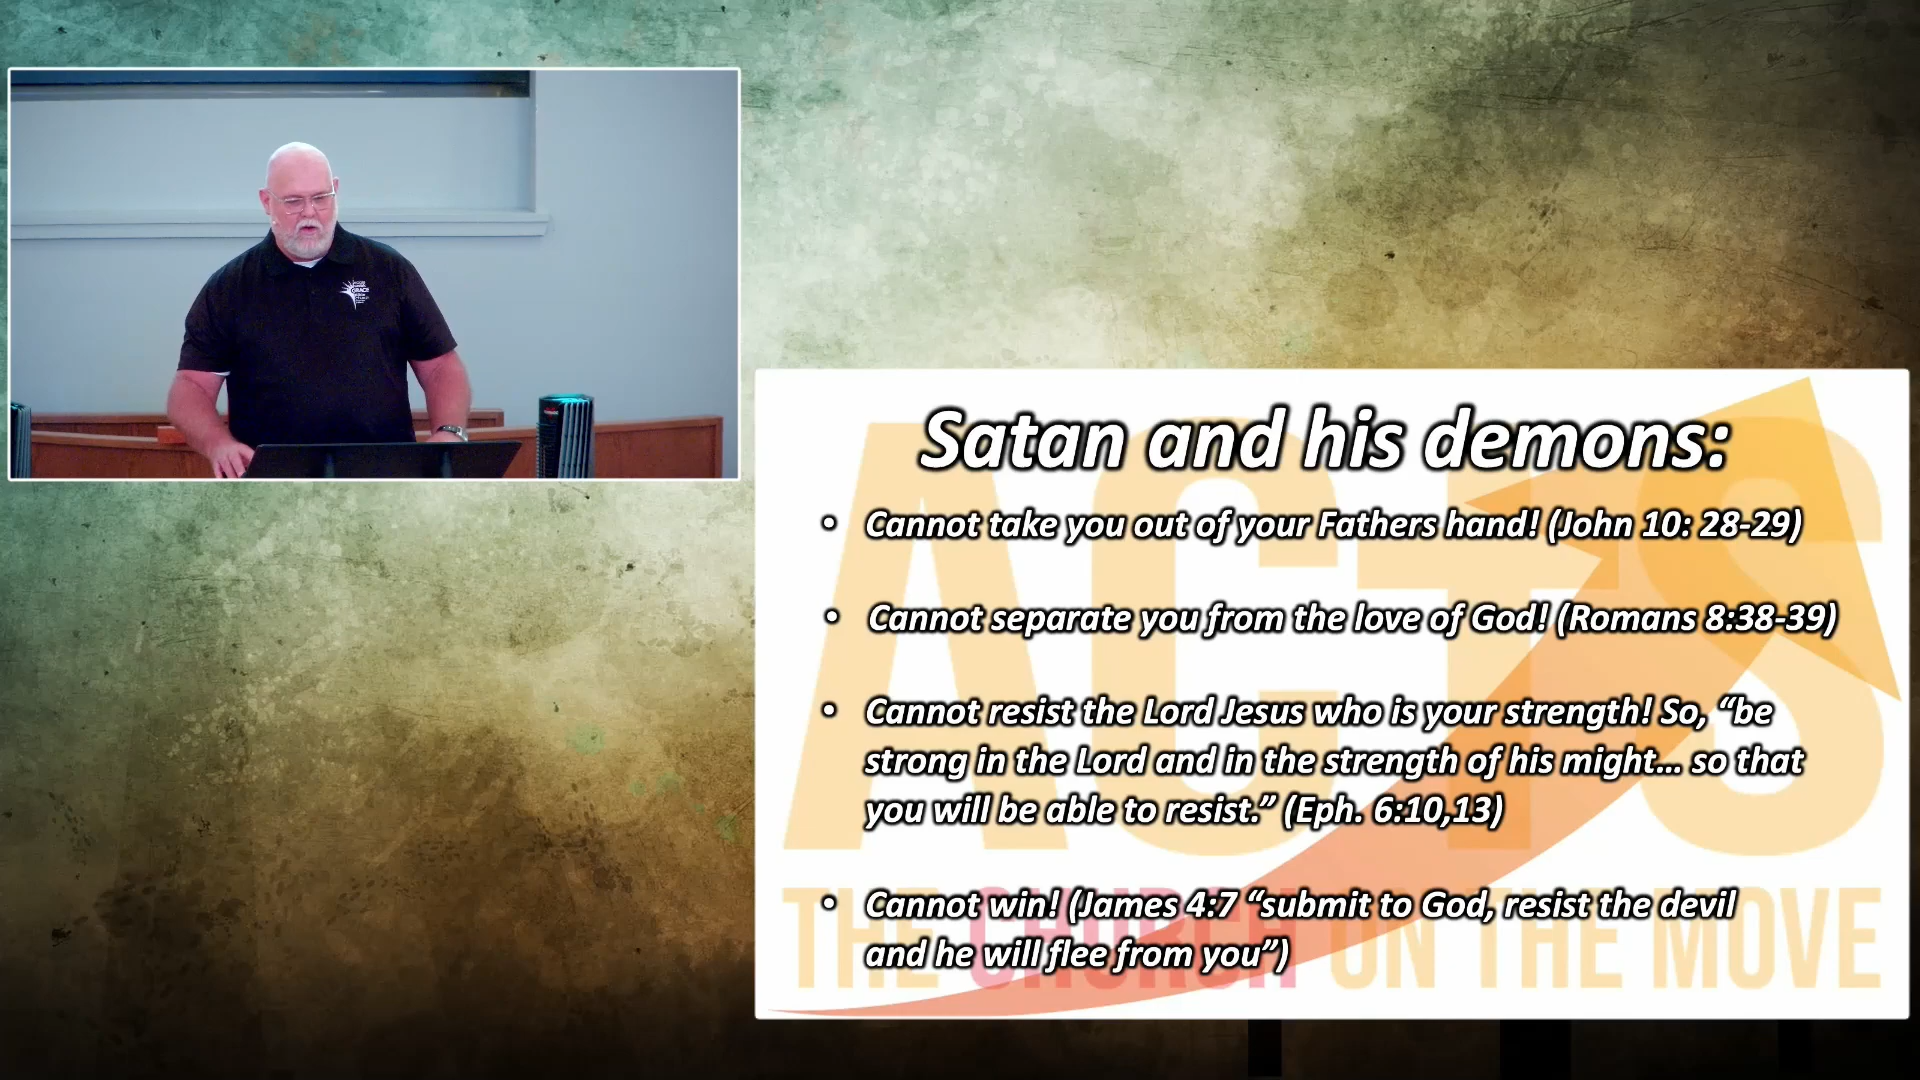 GRACE
Satan and his demons:
• Cannot take you out of your Fathers hand! (John 10: 28-29)
• Cannot separate you from the love of God! (Romans 8:38-39)
• Cannot resist the Lord Jesus who is your strength! So, “be
strong in the Lord and in the strength of his might... so that
you will be able to resist.” (Eph. 6:10,13)
• Cannot win! (James 4:7 “submit to God, resist the devil
and he will flee from you”)
ACTS
THE CHURCH ON THE MOVE